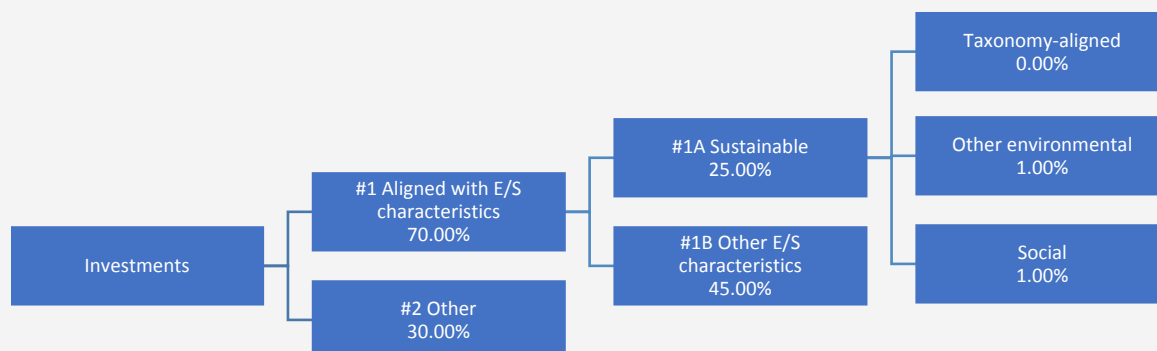 Investments
#1 Aligned with E/S
characteristics
70.00%
#2 Other
30.00%
#1A Sustainable
25.00%
#1B Other E/S
characteristics
45.00%
Taxonomy-aligned
0.00%
Other environmental
1.00%
Social
1.00%